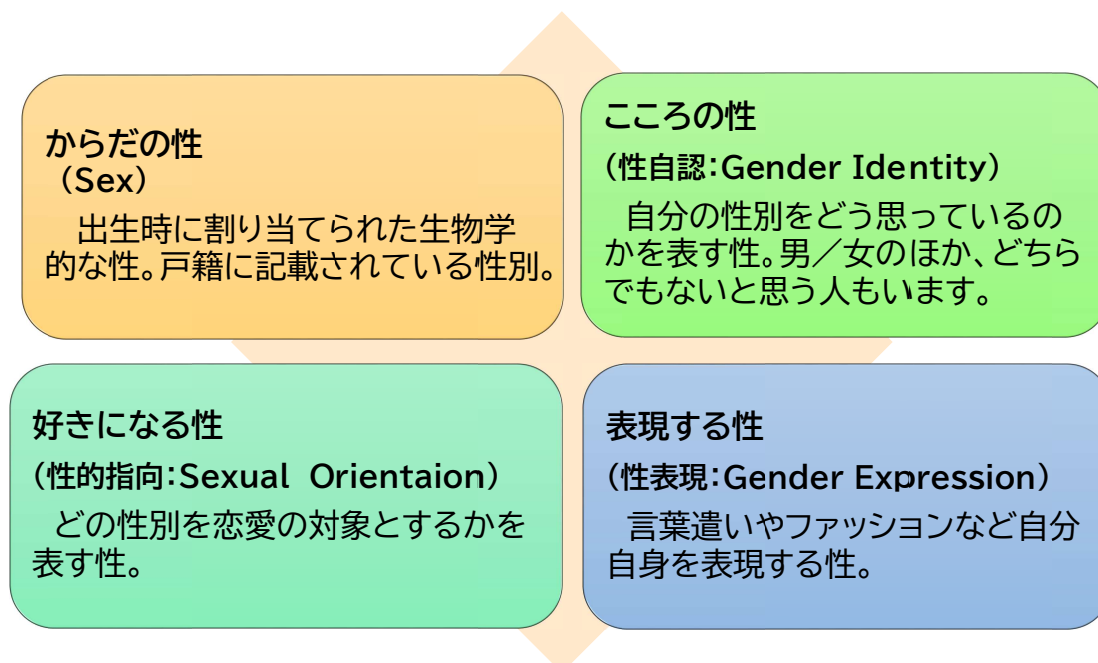 からだの性
（Sex）
出生時に割り当てられた生物学
的な性。戸籍に記載されている性別。
こころの性
(性自認：Gender Identity)
自分の性別をどう思っているの
かを表す性。男／女のほか、どちら
でもないと思う人もいます。
好きになる性
(性的指向：Sexual Orientaion)
どの性別を恋愛の対象とするかを
表す性。
表現する性
(性表現：Gender Expression)
言葉遣いやファッションなど自分
自身を表現する性。